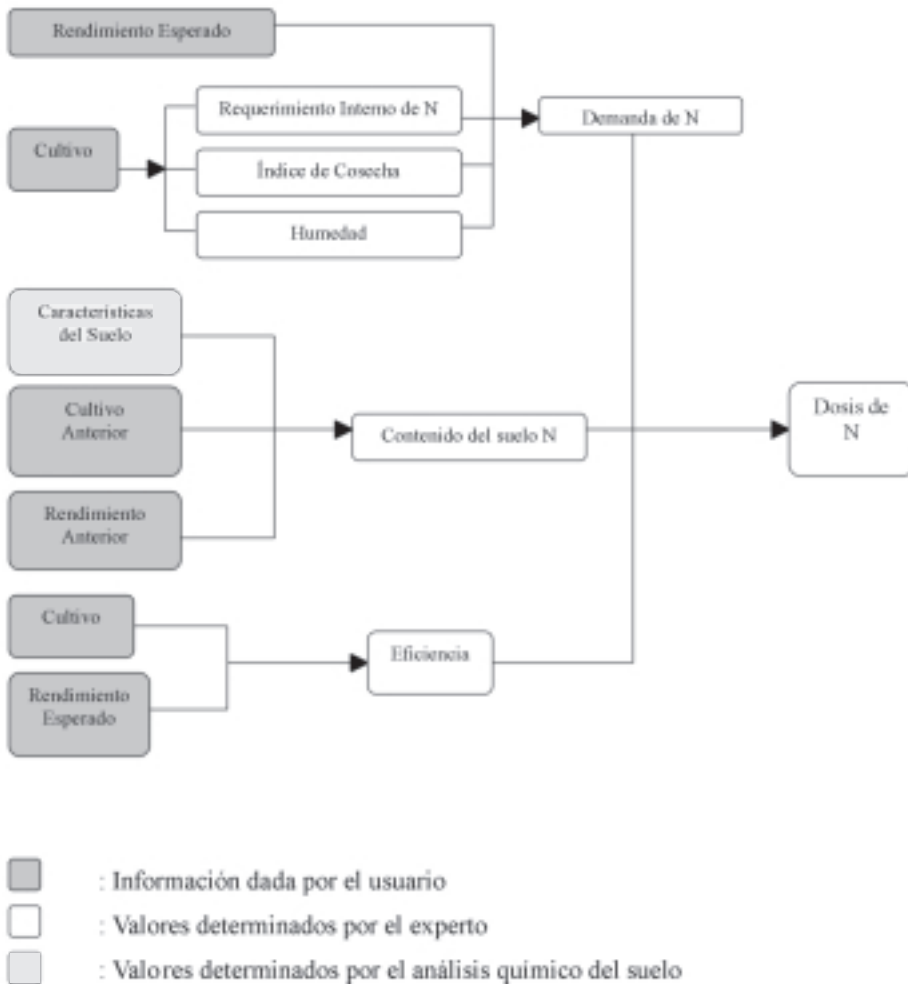 Rendimiento Esperado
Requerimiento Interno de N
Demanda de N
Cultivo
Índice de Cosecha
Humedad
Características
del Suelo
Cultivo
Anterior
Contenido del suelo N
Dosis de
N
Rendimiento
Anterior
Cultivo
Eficiencia
Rendimiento
Esperado
: Información dada por el usuario
: Valores determinados por el experto
: Valores determinados por el análisis químico del suelo